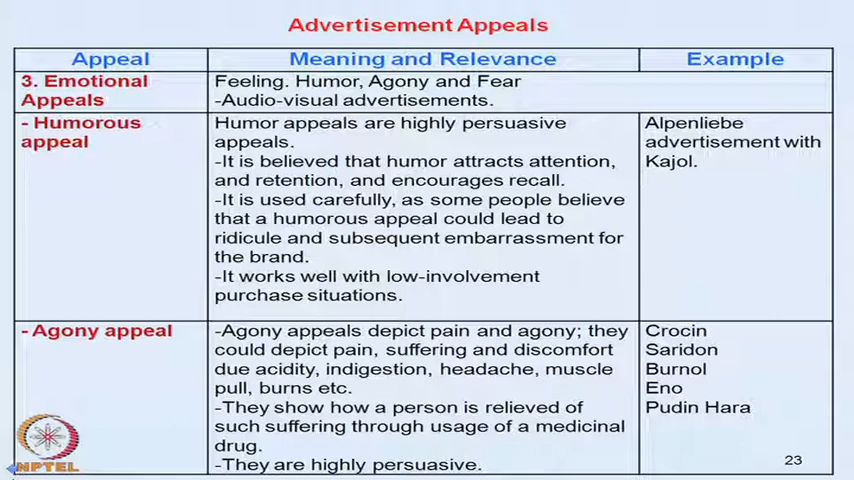 Advertisement Appeals
Appeal
Meaning and Relevance
Example
3. Emotional
Appeals
Feeling. Humor, Agony and Fear
-Audio-visual advertisements.
- Humorous
appeal
Humor appeals are highly persuasive
appeals.
-It is believed that humor attracts attention,
and retention, and encourages recall.
-It is used carefully, as some people believe
that a humorous appeal could lead to
ridicule and subsequent embarrassment for
the brand.
-It works well with low-involvement
purchase situations.
Alpenliebe
advertisement with
Kajol.
- Agony appeal
-Agony appeals depict pain and agony; they
could depict pain, suffering and discomfort
due acidity, indigestion, headache, muscle
pull, burns etc.
-They show how a person is relieved of
such suffering through usage of a medicinal
drug.
-They are highly persuasive.
Crocin
Saridon
Burnol
Eno
Pudin Hara
NPTEL
23